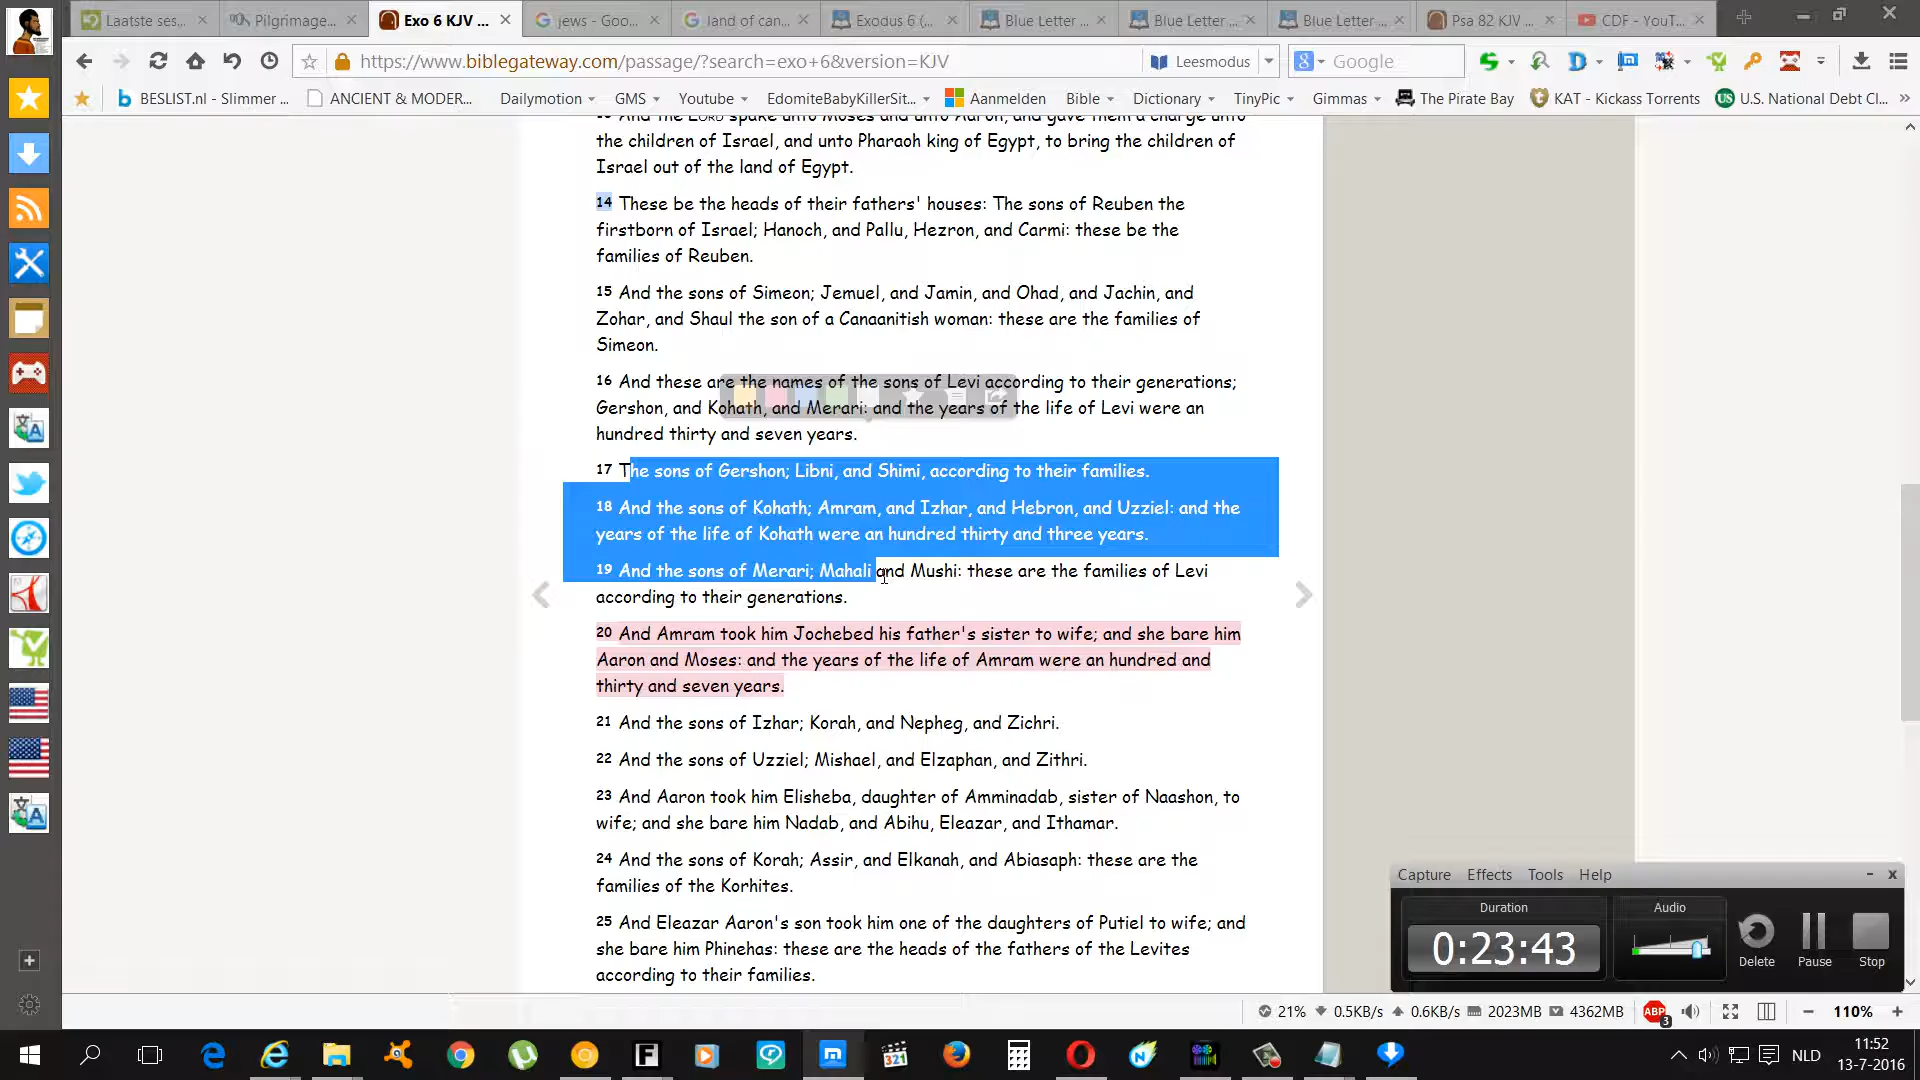 Laatste ses...
Pilgrimage...
Exo 6 KJV ...
jews - Goo...
land of can...
Exodus 6 (...
Blue Letter ...
Blue Letter ...
Blue Letter ...
Psa 82 KJV ...
CDF - YouT...
https://www.biblegateway.com/passage/?search=exo+6&version=KJV
Leesmodus
Google
BESLIST.nl - Slimmer ...
ANCIENT & MODER...
Dailymotion
GMS
Youtube
EdomiteBabyKillerSit...
Aanmelden
Bible
Dictionary
TinyPic
Gimmas
The Pirate Bay
KAT - Kickass Torrents
U.S. National Debt Cl...
And the LORD spake unto Moses and unto Aaron, and gave them a charge unto
the children of Israel, and unto Pharaoh king of Egypt, to bring the children of
Israel out of the land of Egypt.
14 These be the heads of their fathers' houses: The sons of Reuben the
firstborn of Israel; Hanoch, and Pallu, Hezron, and Carmi: these be the
families of Reuben.
15 And the sons of Simeon; Jemuel, and Jamin, and Ohad, and Jachin, and
Zohar, and Shaul the son of a Canaanitish woman: these are the families of
Simeon.
16 And these are the names of the sons of Levi according to their generations;
Gershon, and Kohath, and Merari: and the years of the life of Levi were an
hundred thirty and seven years.
17 The sons of Gershon; Libni, and Shimi, according to their families.
18 And the sons of Kohath; Amram, and Izhar, and Hebron, and Uzziel: and the
years of the life of Kohath were an hundred thirty and three years.
19 And the sons of Merari; Mahali and Mushi: these are the families of Levi
according to their generations.
20 And Amram took him Jochebed his father's sister to wife; and she bare him
Aaron and Moses: and the years of the life of Amram were an hundred and
thirty and seven years.
21 And the sons of Izhar; Korah, and Nepheg, and Zichri.
22 And the sons of Uzziel; Mishael, and Elzaphan, and Zithri.
23 And Aaron took him Elisheba, daughter of Amminadab, sister of Naashon, to
wife; and she bare him Nadab, and Abihu, Eleazar, and Ithamar.
24 And the sons of Korah; Assir, and Elkanah, and Abiasaph: these are the
families of the Korhites.
25 And Eleazar Aaron's son took him one of the daughters of Putiel to wife; and
she bare him Phinehas: these are the heads of the fathers of the Levites
according to their families.
Capture Effects Tools Help
Duration
Audio
0:23:43
Delete
Pause
Stop
21%
0.5KB/s
0.6KB/s
2023MB
4362MB
ABP
3
110%
NLD
11:52
13-7-2016